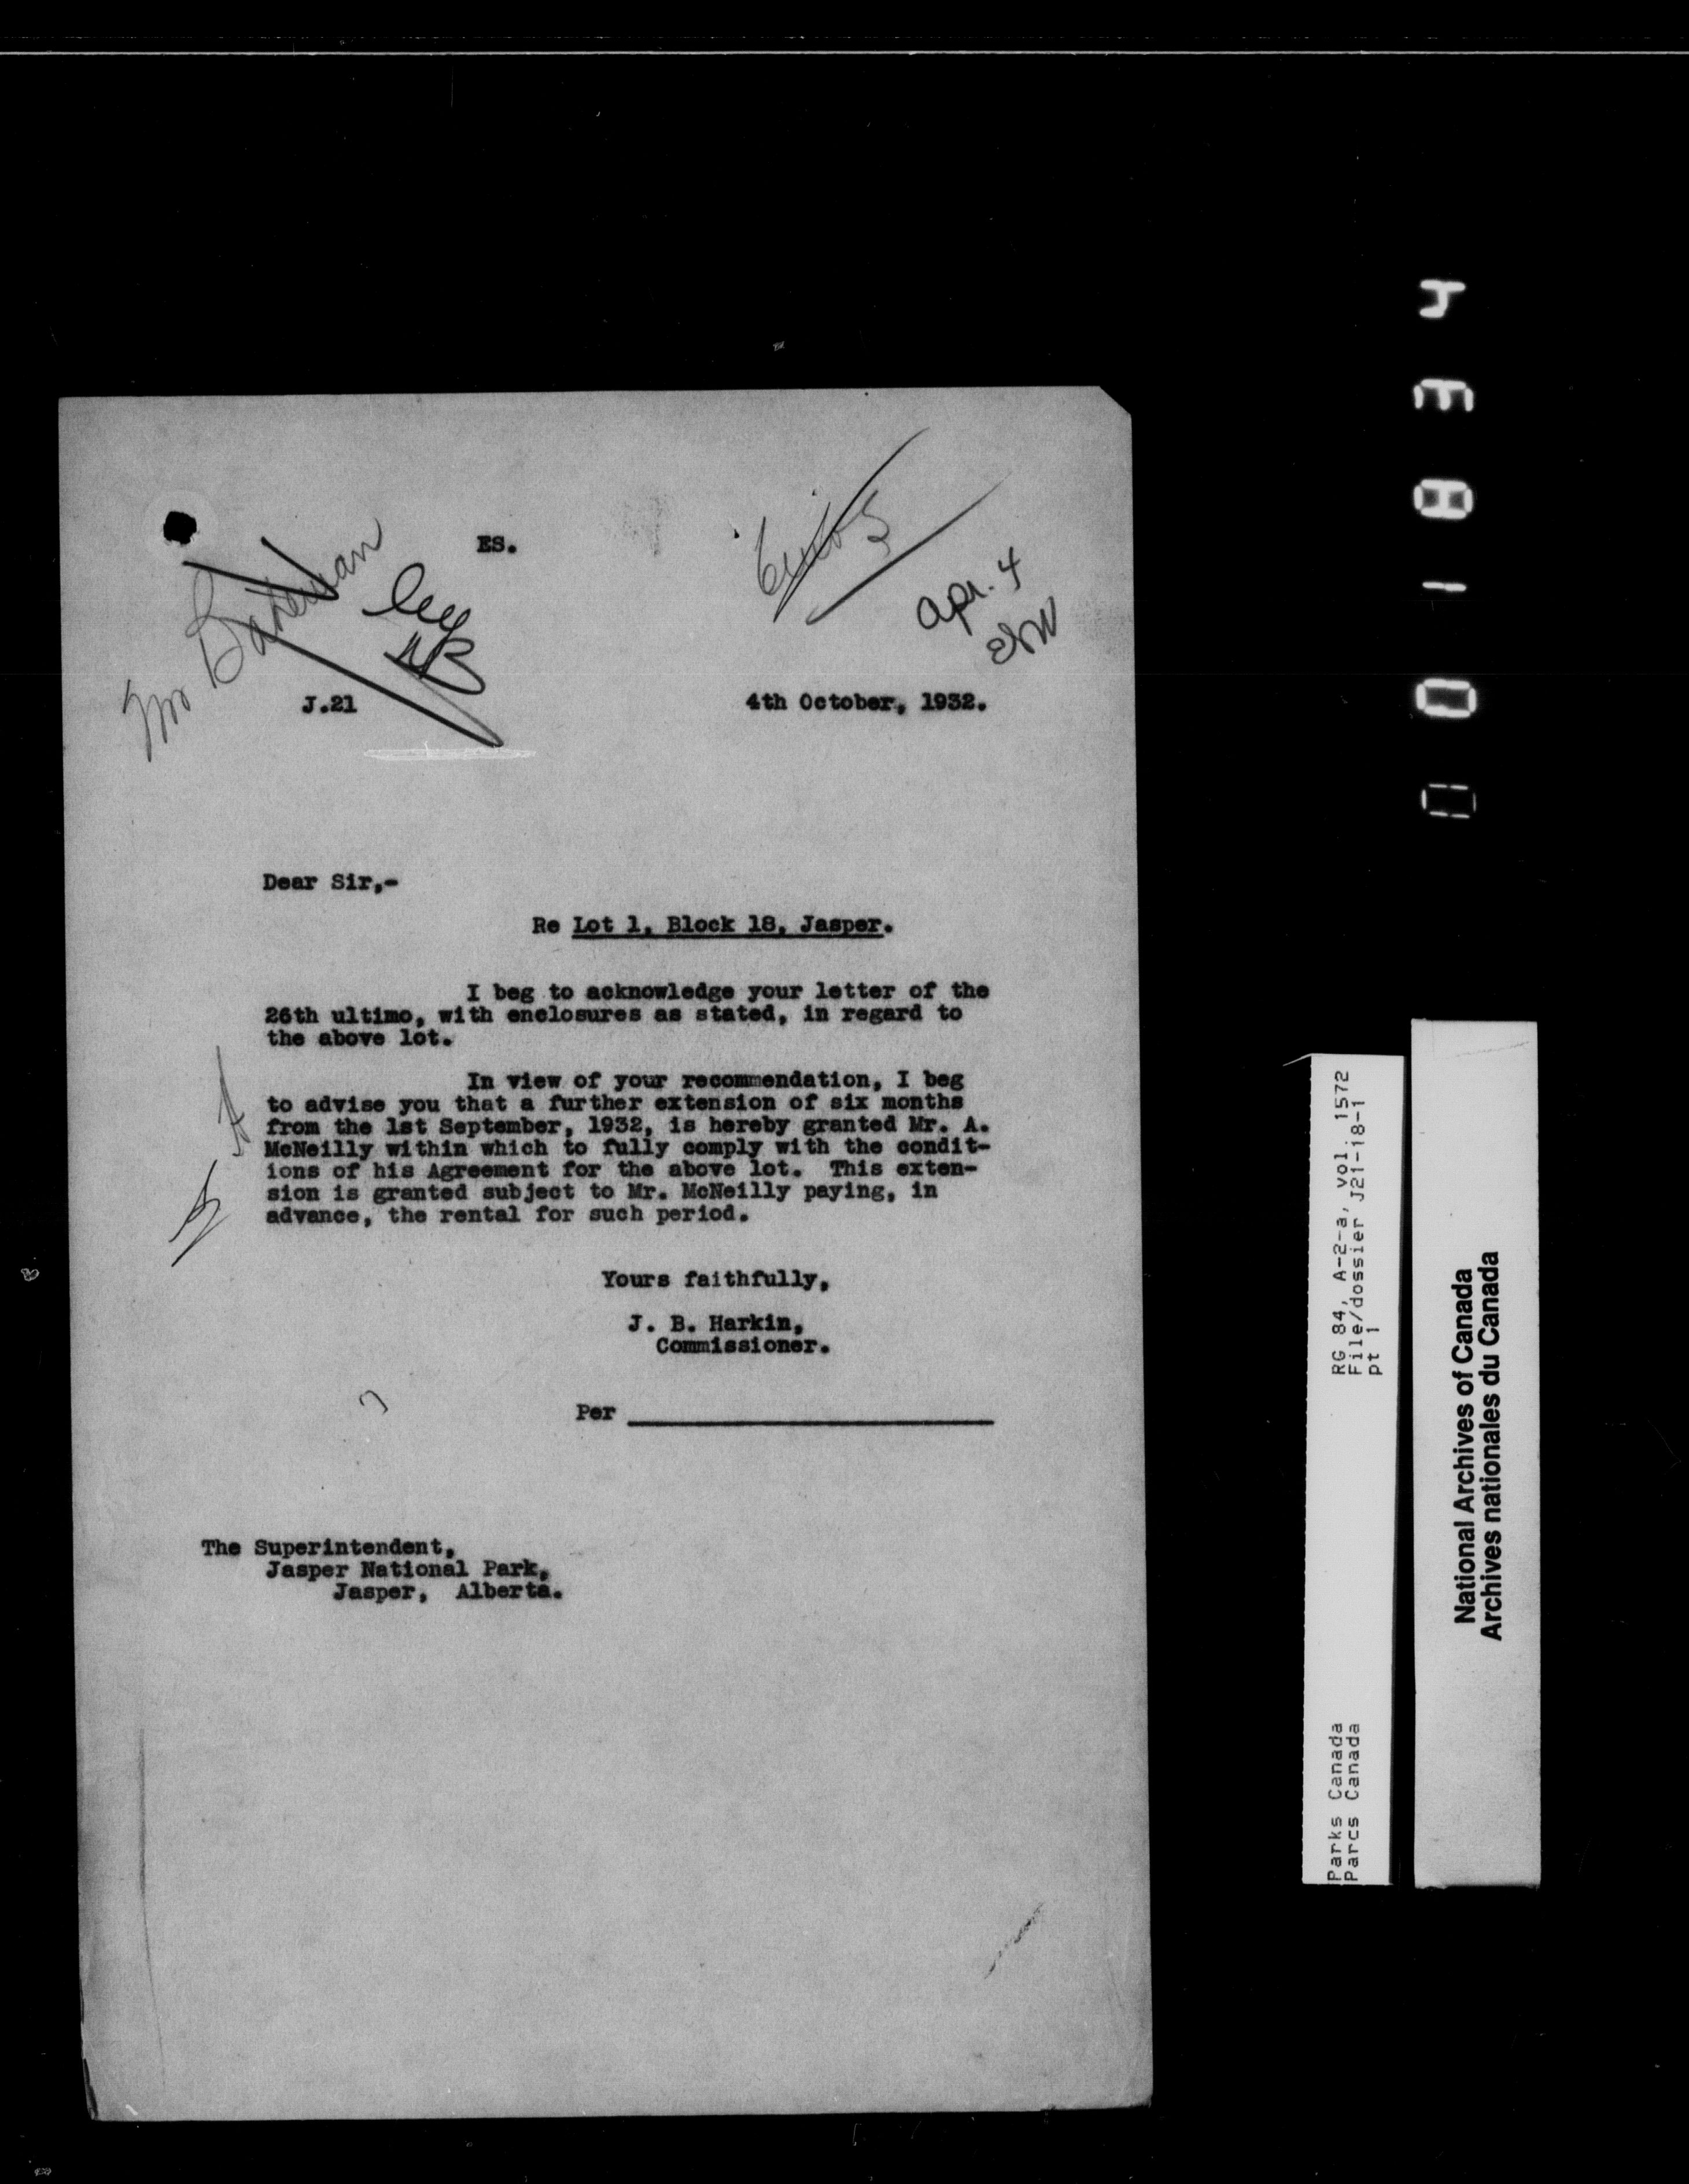 ES.
Mr Bateman
Apr. 4
J.21
4th October, 1932.
Dear Sir,-
Re Lot 1, Block 18, Jasper.
I beg to acknowledge your letter of the
26th ultimo, with enclosures as stated, in regard to
the above lot.
In view of your recommendation, I beg
to advise you that a further extension of six months
from the 1st September, 1932, is hereby granted Mr. A.
McNeilly within which to fully comply with the condit-
ions of his Agreement for the above lot. This exten-
sion is granted subject to Mr. McNeilly paying, in
advance, the rental for such period.
Yours faithfully,
J. B. Harkin,
Commissioner.
Per
The Superintendent,
Jasper National Park,
Jasper, Alberta.
RG 84, A-2-a, vol. 1572
File/dossier J21-18-1
pt 1
Parks Canada
Parcs Canada
National Archives of Canada
Archives nationales du Canada